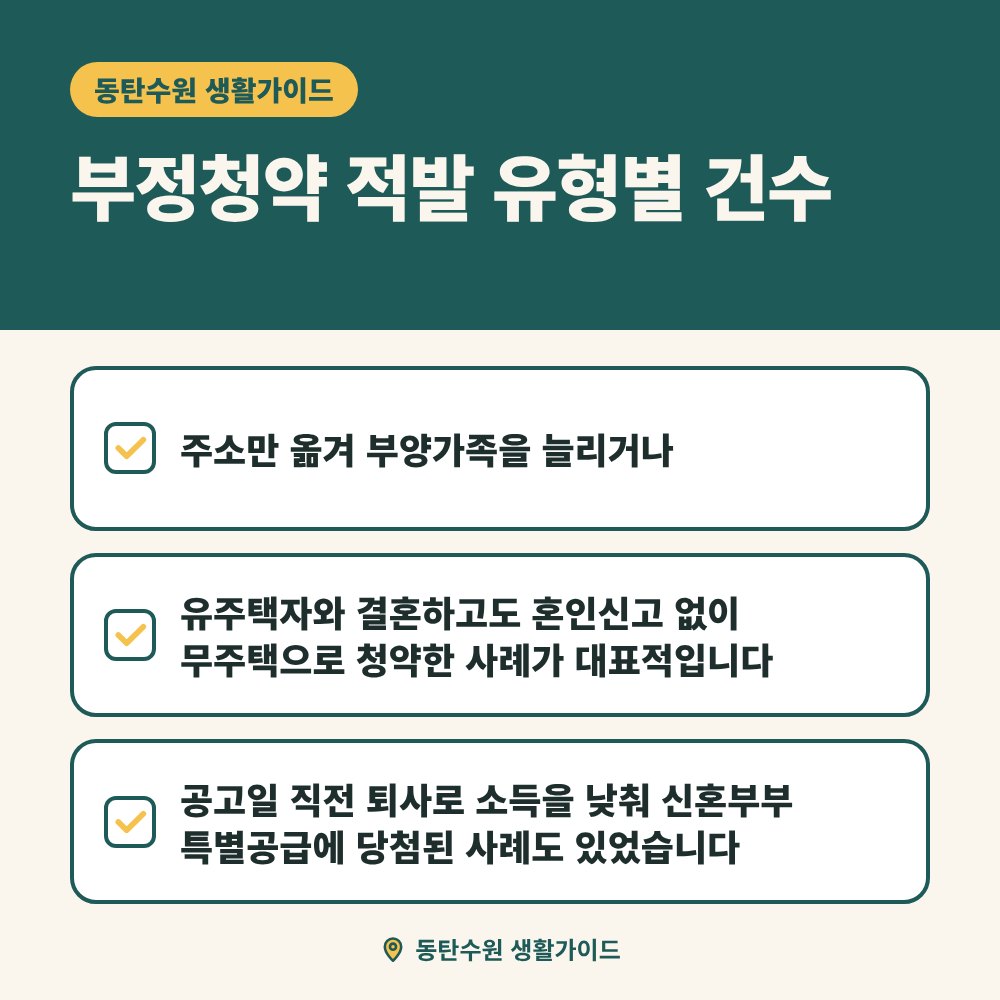 동탄수원 생활가이드
부정청약 적발 유형별 건수
주소만 옮겨 부양가족을 늘리거나
유주택자와 결혼하고도 혼인신고 없이
무주택으로 청약한 사례가 대표적입니다
공고일 직전 퇴사로 소득을 낮춰 신혼부부
특별공급에 당첨된 사례도 있었습니다
동탄수원 생활가이드